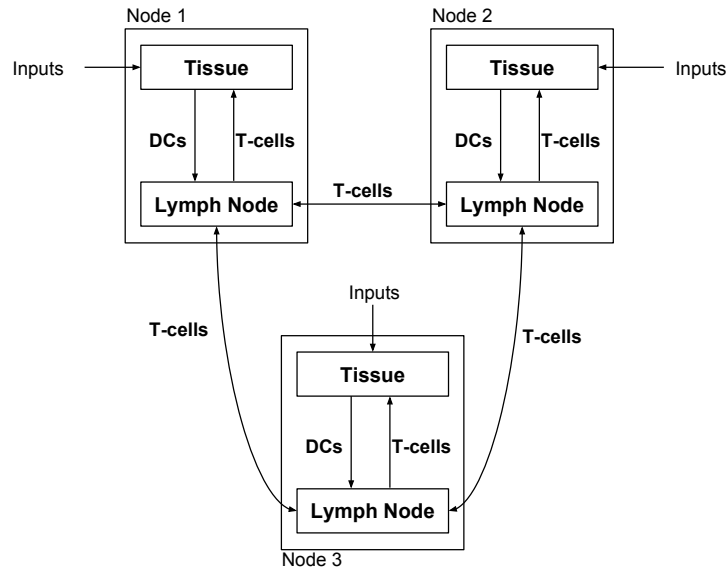 Node 1
Node 2
Inputs
Tissue
Tissue
Inputs
DCs
T-cells
DCs
T-cells
T-cells
Lymph Node
Lymph Node
Inputs
T-cells
T-cells
Tissue
DCs
T-cells
Lymph Node
Node 3